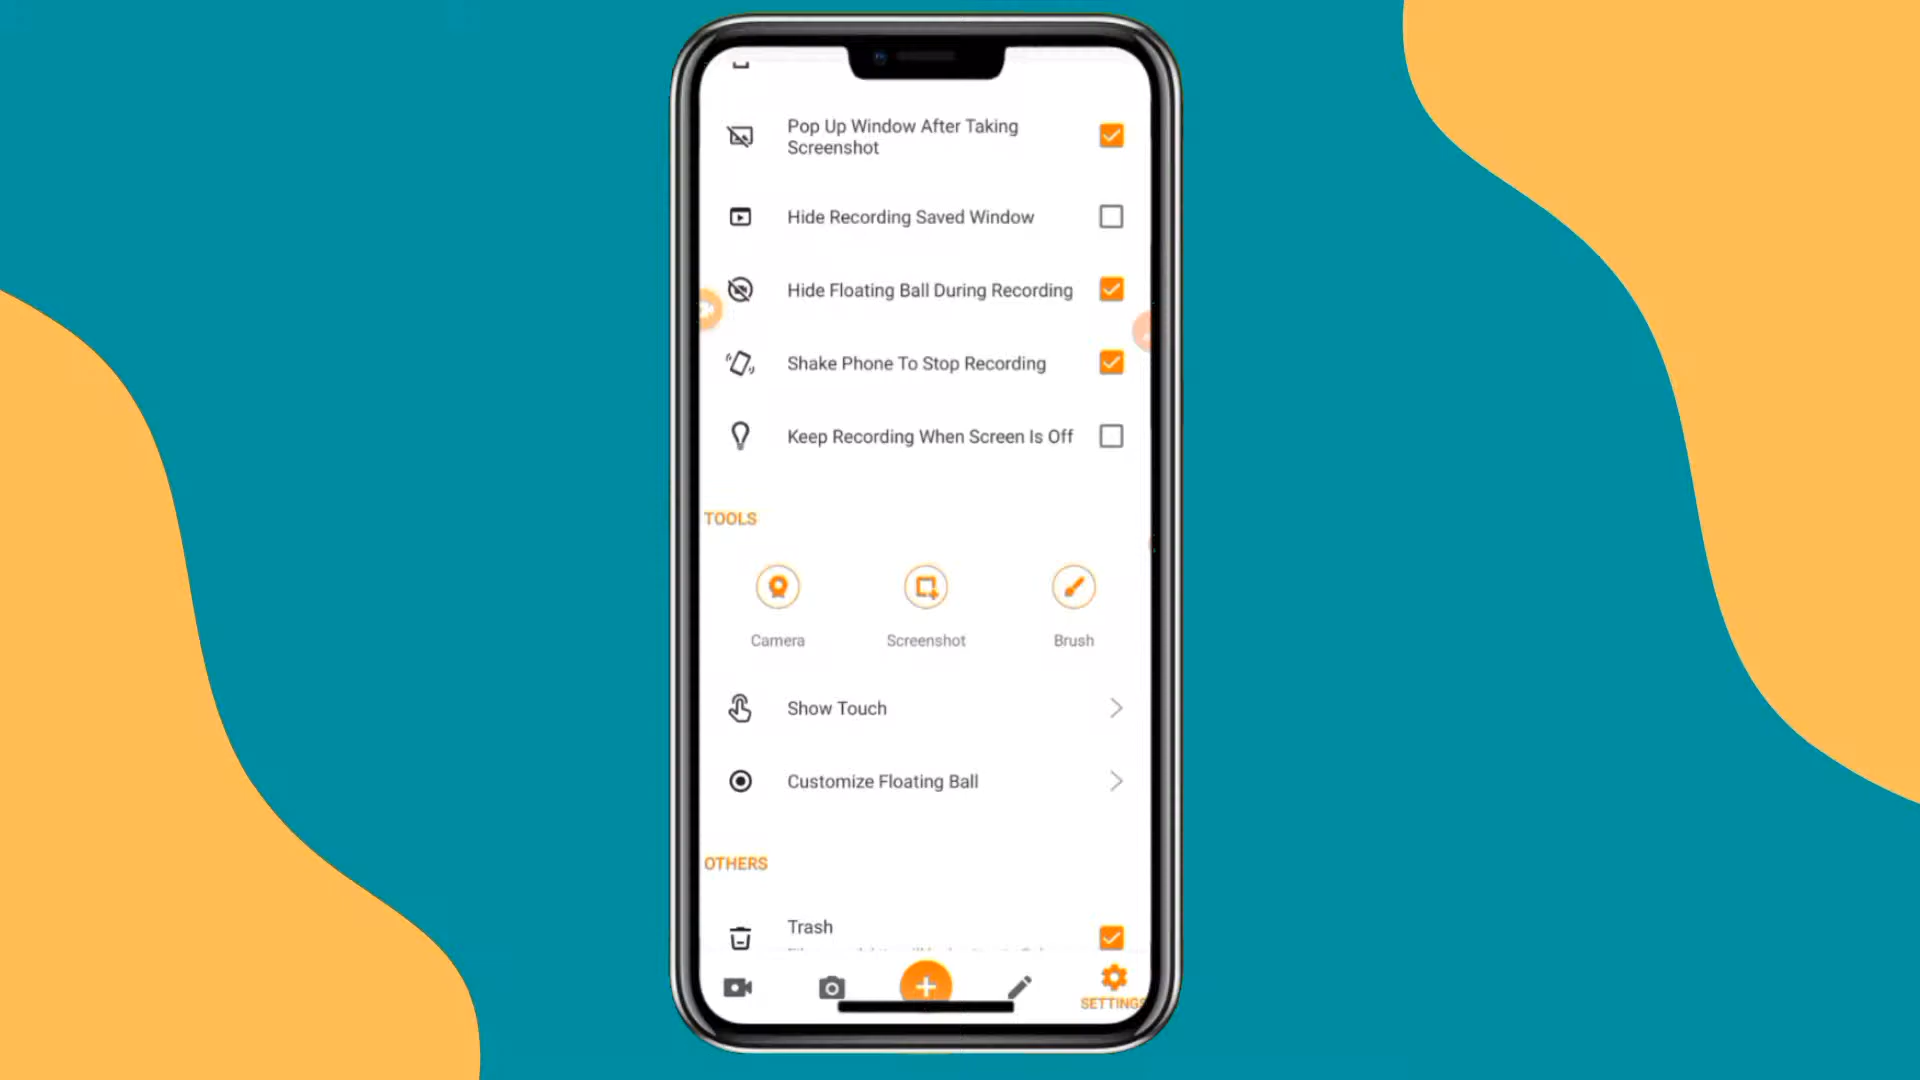 Pop Up Window After Taking
Screenshot
Hide Recording Saved Window
Hide Floating Ball During Recording
Shake Phone To Stop Recording
Keep Recording When Screen Is Off
TOOLS
Camera
Screenshot
Brush
Show Touch
Customize Floating Ball
OTHERS
Trash
SETTINGS